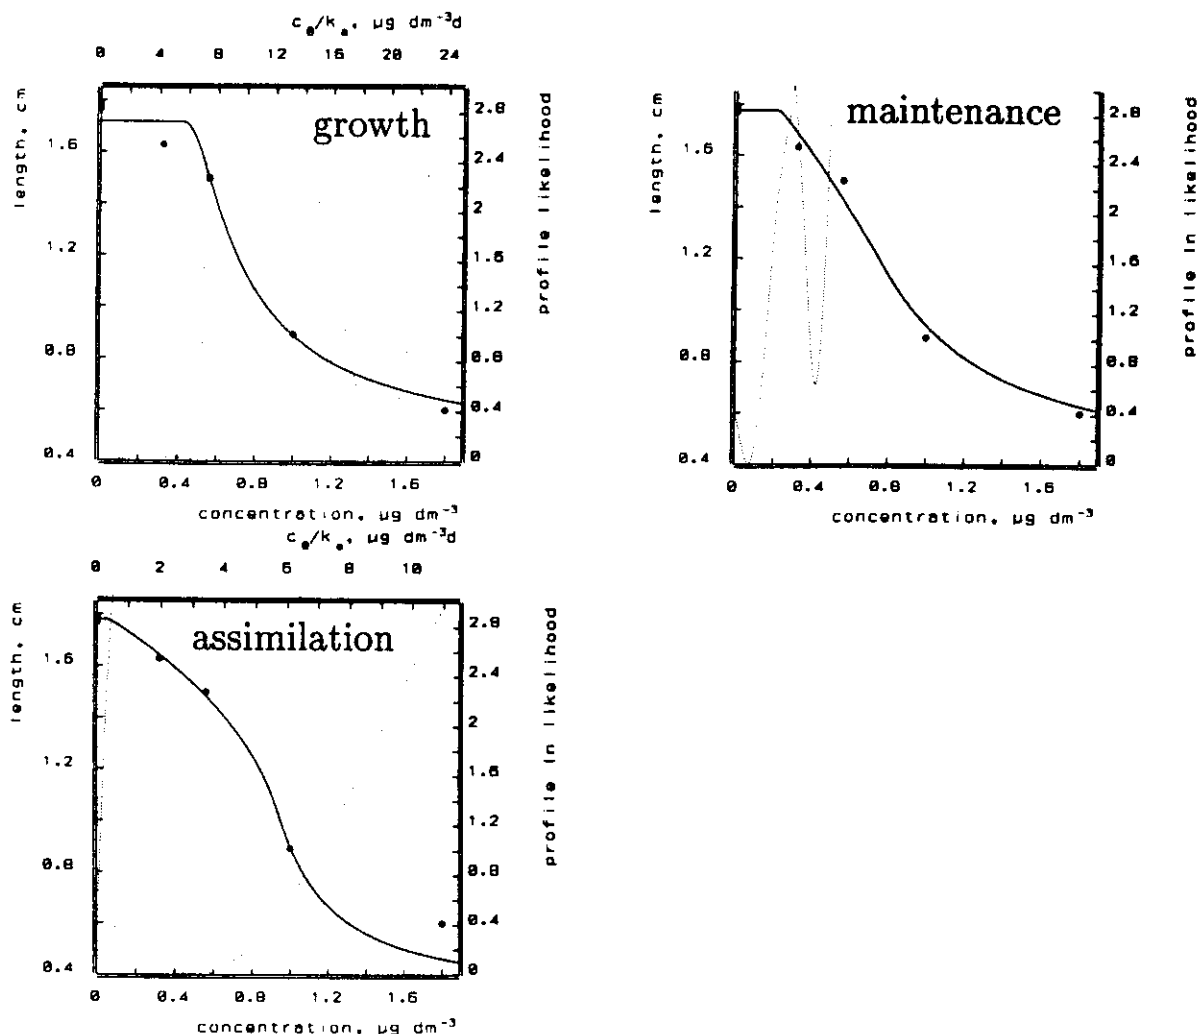 c_e/k_e, µg dm⁻³d
0 4 8 12 16 20 24
length, cm
growth
1.6
1.2
0.8
0.4
2.8
2.4
2
1.6
1.2
0.8
0.4
0
profile ln likelihood
0 0.4 0.8 1.2 1.6
concentration, µg dm⁻³
length, cm
maintenance
1.6
1.2
0.8
0.4
2.8
2.4
2
1.6
1.2
0.8
0.4
0
profile ln likelihood
0 0.4 0.8 1.2 1.6
concentration, µg dm⁻³
c_e/k_e, µg dm⁻³d
0 2 4 6 8 10
length, cm
assimilation
1.6
1.2
0.8
0.4
2.8
2.4
2
1.6
1.2
0.8
0.4
0
profile ln likelihood
0 0.4 0.8 1.2 1.6
concentration, µg dm⁻³